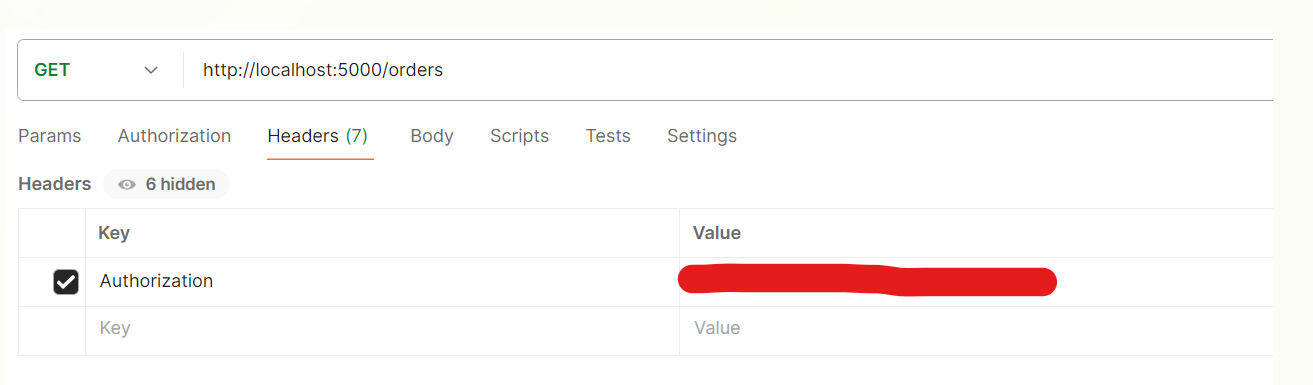 GET http://localhost:5000/orders
Params Authorization Headers (7) Body Scripts Tests Settings
Headers 6 hidden
Key Value
Authorization
Key Value